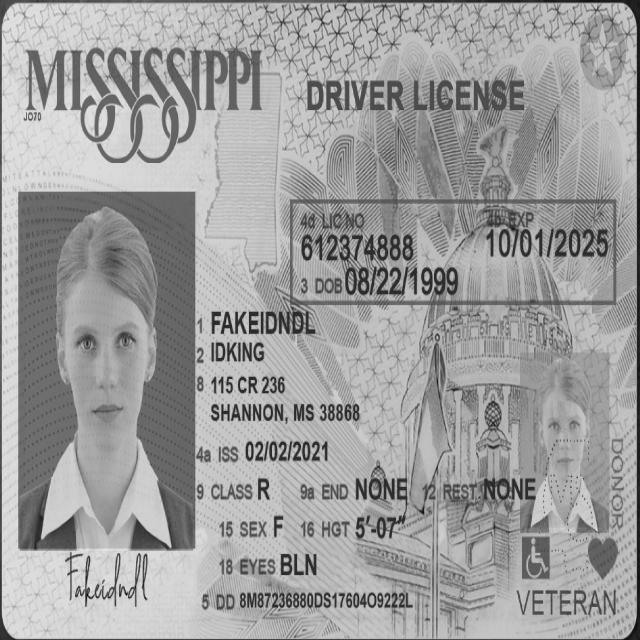 MISSISSIPPI
DRIVER LICENSE
JO70
4d LIC NO
612374888
4b EXP
10/01/2025
3 DOB 08/22/1999
1 FAKEIDNDL
2 IDKING
8 115 CR 236
SHANNON, MS 38868
4a ISS 02/02/2021
9 CLASS R 9a END NONE 12 REST NONE
15 SEX F 16 HGT 5'-07"
18 EYES BLN
5 DD 8M87236880DS17604O9222L
Fakeidndl
DONOR
VETERAN